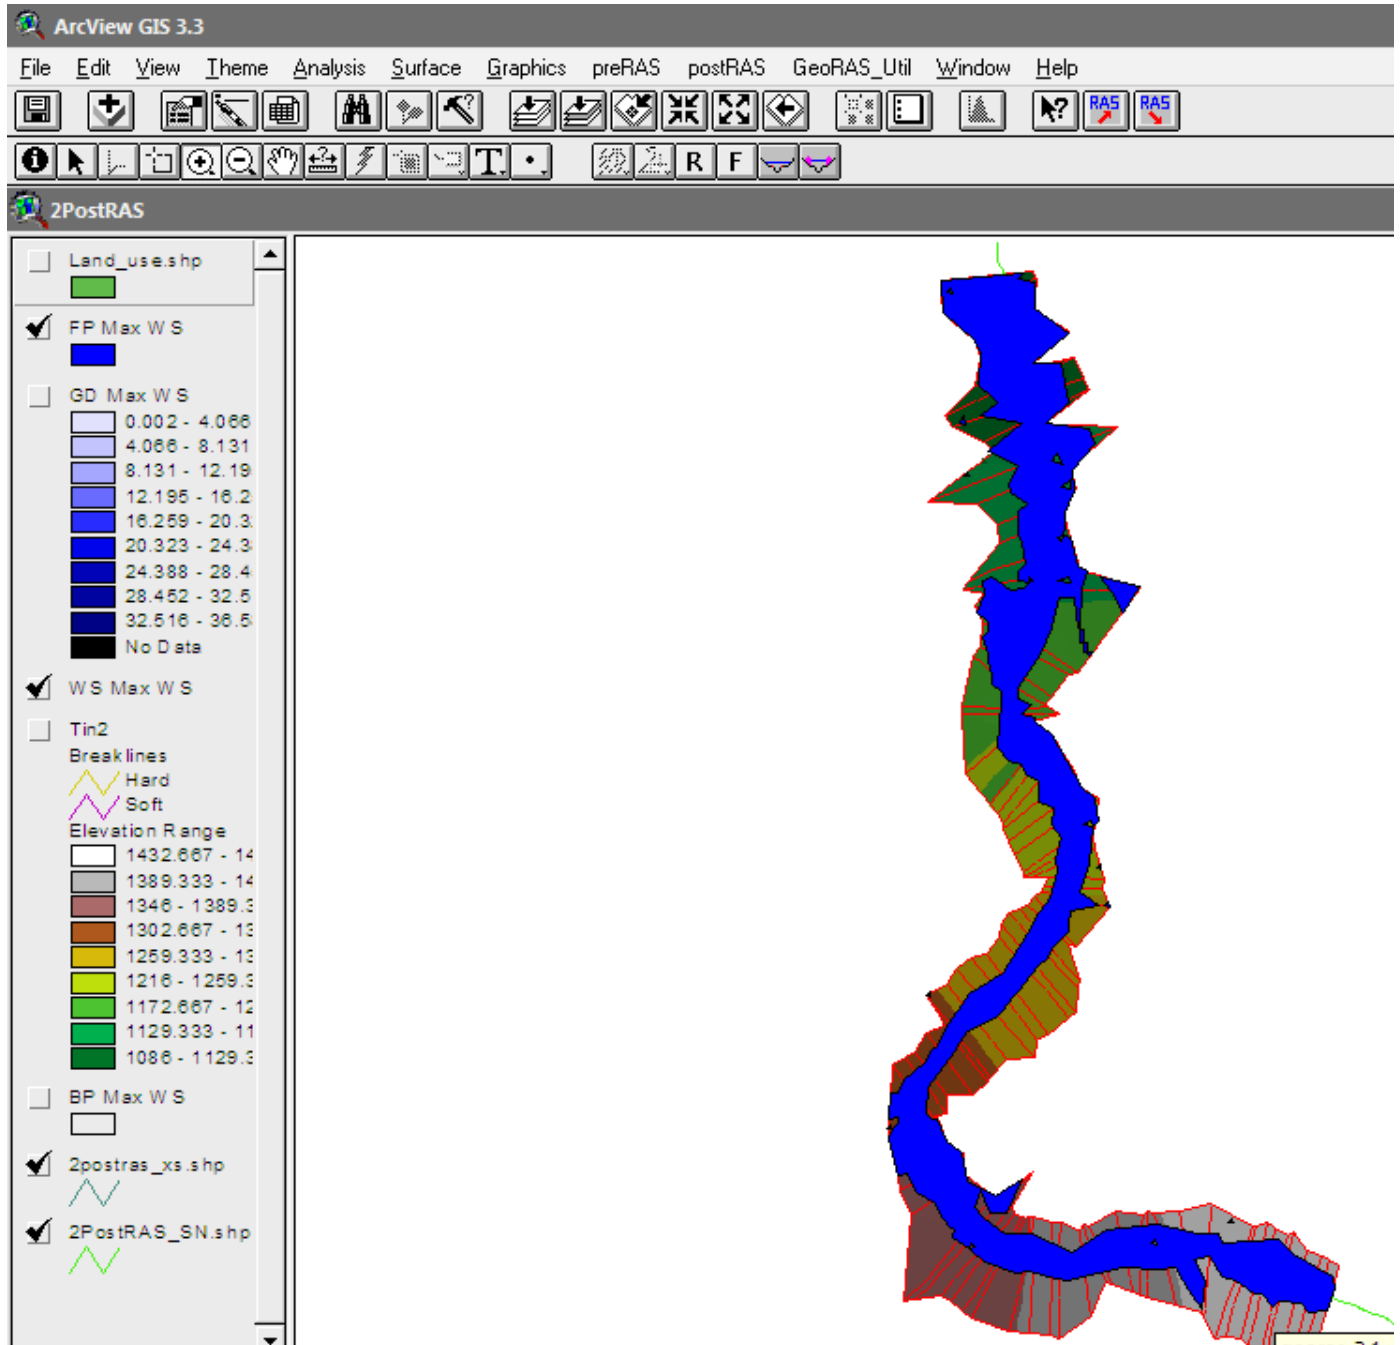 ArcView GIS 3.3
File Edit View Theme Analysis Surface Graphics preRAS postRAS GeoRAS_Util Window Help
RAS RAS
T R F
2PostRAS
Land_use.shp
FP Max WS
GD Max WS
0.002 - 4.066
4.066 - 8.131
8.131 - 12.19
12.195 - 16.2
16.259 - 20.3
20.323 - 24.3
24.388 - 28.4
28.452 - 32.5
32.516 - 36.5
No Data
WS Max WS
Tin2
Breaklines
Hard
Soft
Elevation Range
1432.667 - 14
1389.333 - 14
1346 - 1389.3
1302.667 - 13
1259.333 - 13
1216 - 1259.3
1172.667 - 12
1129.333 - 11
1086 - 1129.3
BP Max WS
2postras_xs.shp
2PostRAS_SN.shp